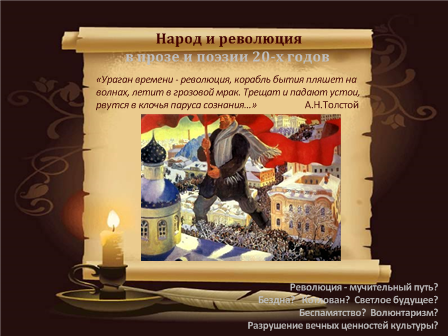 Народ и революция
в прозе и поэзии 20-х годов
«Ураган времени - революция, корабль бытия пляшет на
волнах, летит в грозовой мрак. Трещат и падают устои,
рвутся в клочья паруса сознания...» А.Н.Толстой
Революция - мучительный путь?
Бездна? Котлован? Светлое будущее?
Беспамятство? Волюнтаризм?
Разрушение вечных ценностей культуры?